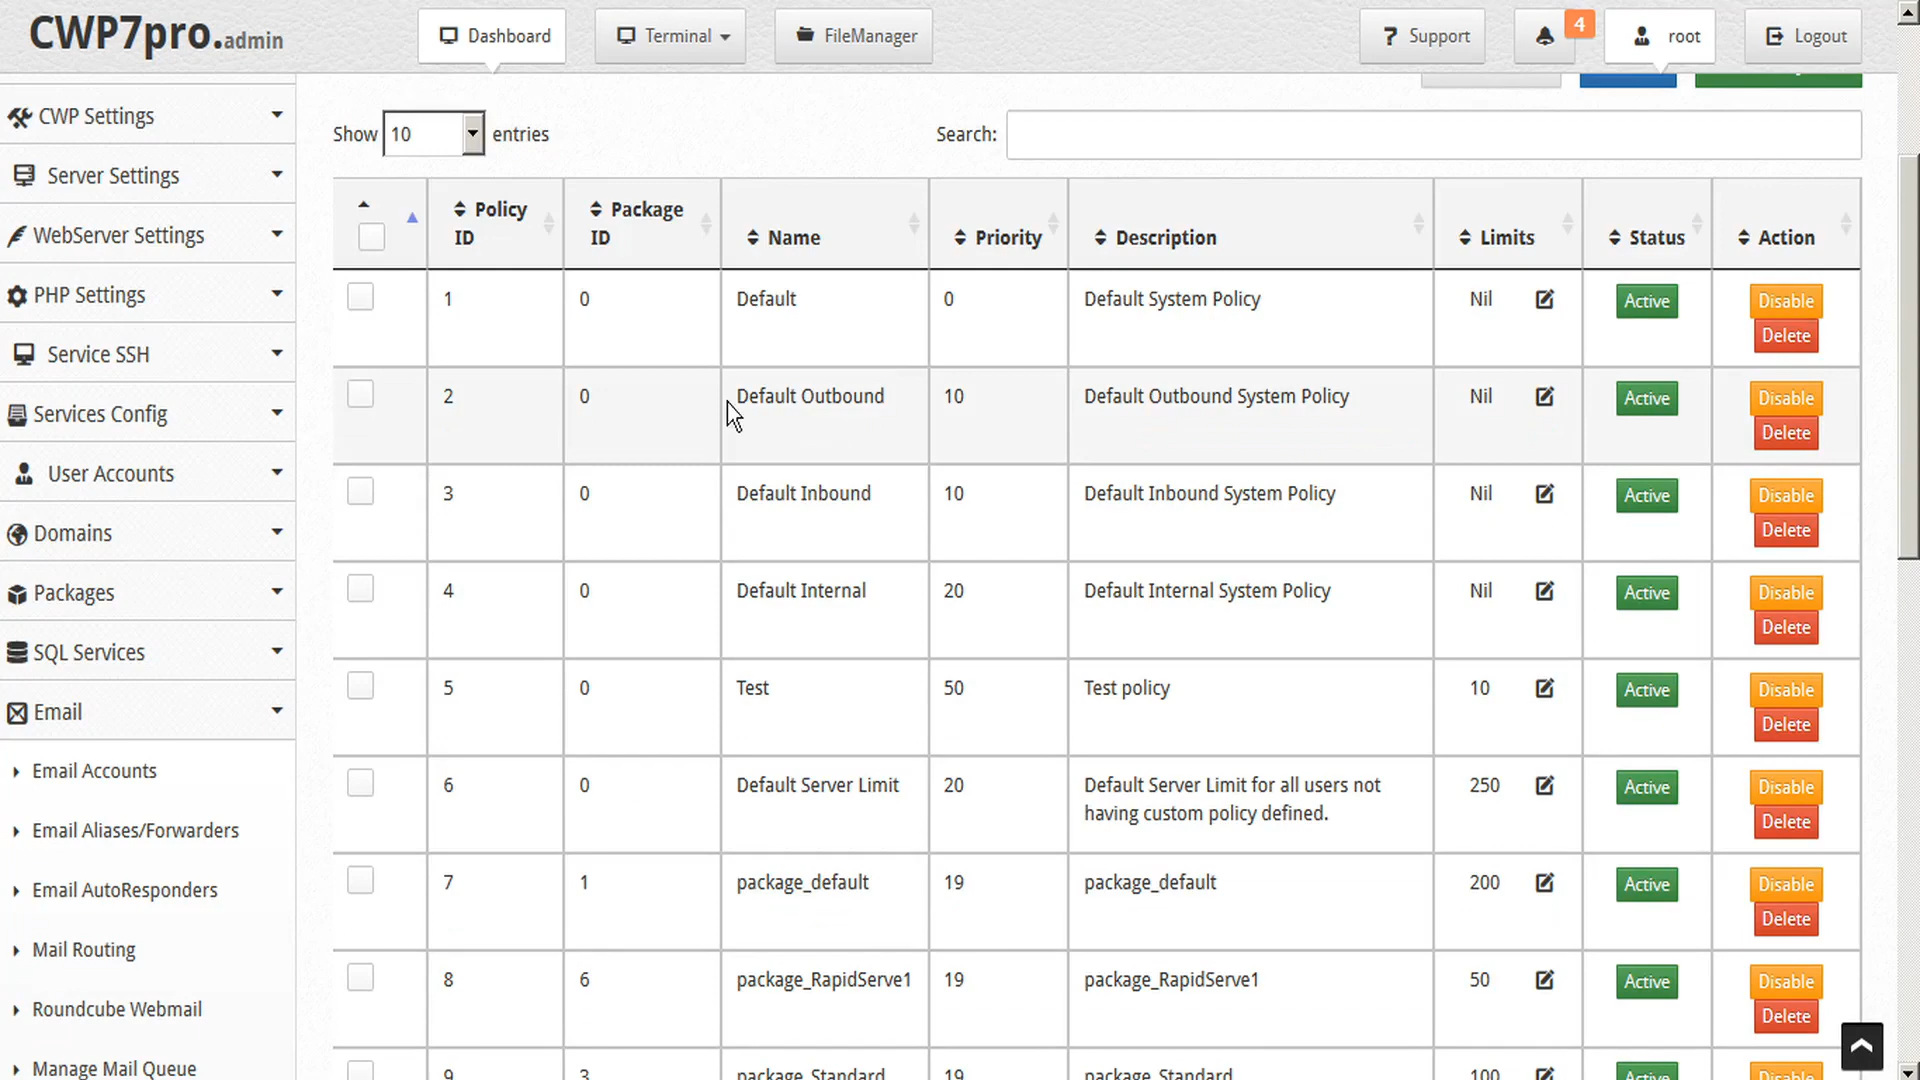 CWP7pro.admin
Dashboard
Terminal
FileManager
? Support
4
root
Logout
CWP Settings
Server Settings
WebServer Settings
PHP Settings
Service SSH
Services Config
User Accounts
Domains
Packages
SQL Services
Email
Email Accounts
Email Aliases/Forwarders
Email AutoResponders
Mail Routing
Roundcube Webmail
Manage Mail Queue
Show 10 entries
Search:
Policy ID Package ID Name Priority Description Limits Status Action
1 0 Default 0 Default System Policy Nil Active Disable
Delete
2 0 Default Outbound 10 Default Outbound System Policy Nil Active Disable
Delete
3 0 Default Inbound 10 Default Inbound System Policy Nil Active Disable
Delete
4 0 Default Internal 20 Default Internal System Policy Nil Active Disable
Delete
5 0 Test 50 Test policy 10 Active Disable
Delete
6 0 Default Server Limit 20 Default Server Limit for all users not 250 Active Disable
having custom policy defined. Delete
7 1 package_default 19 package_default 200 Active Disable
Delete
8 6 package_RapidServe1 19 package_RapidServe1 50 Active Disable
Delete
9 3 package_Standard 19 package_Standard 100 Active Disable